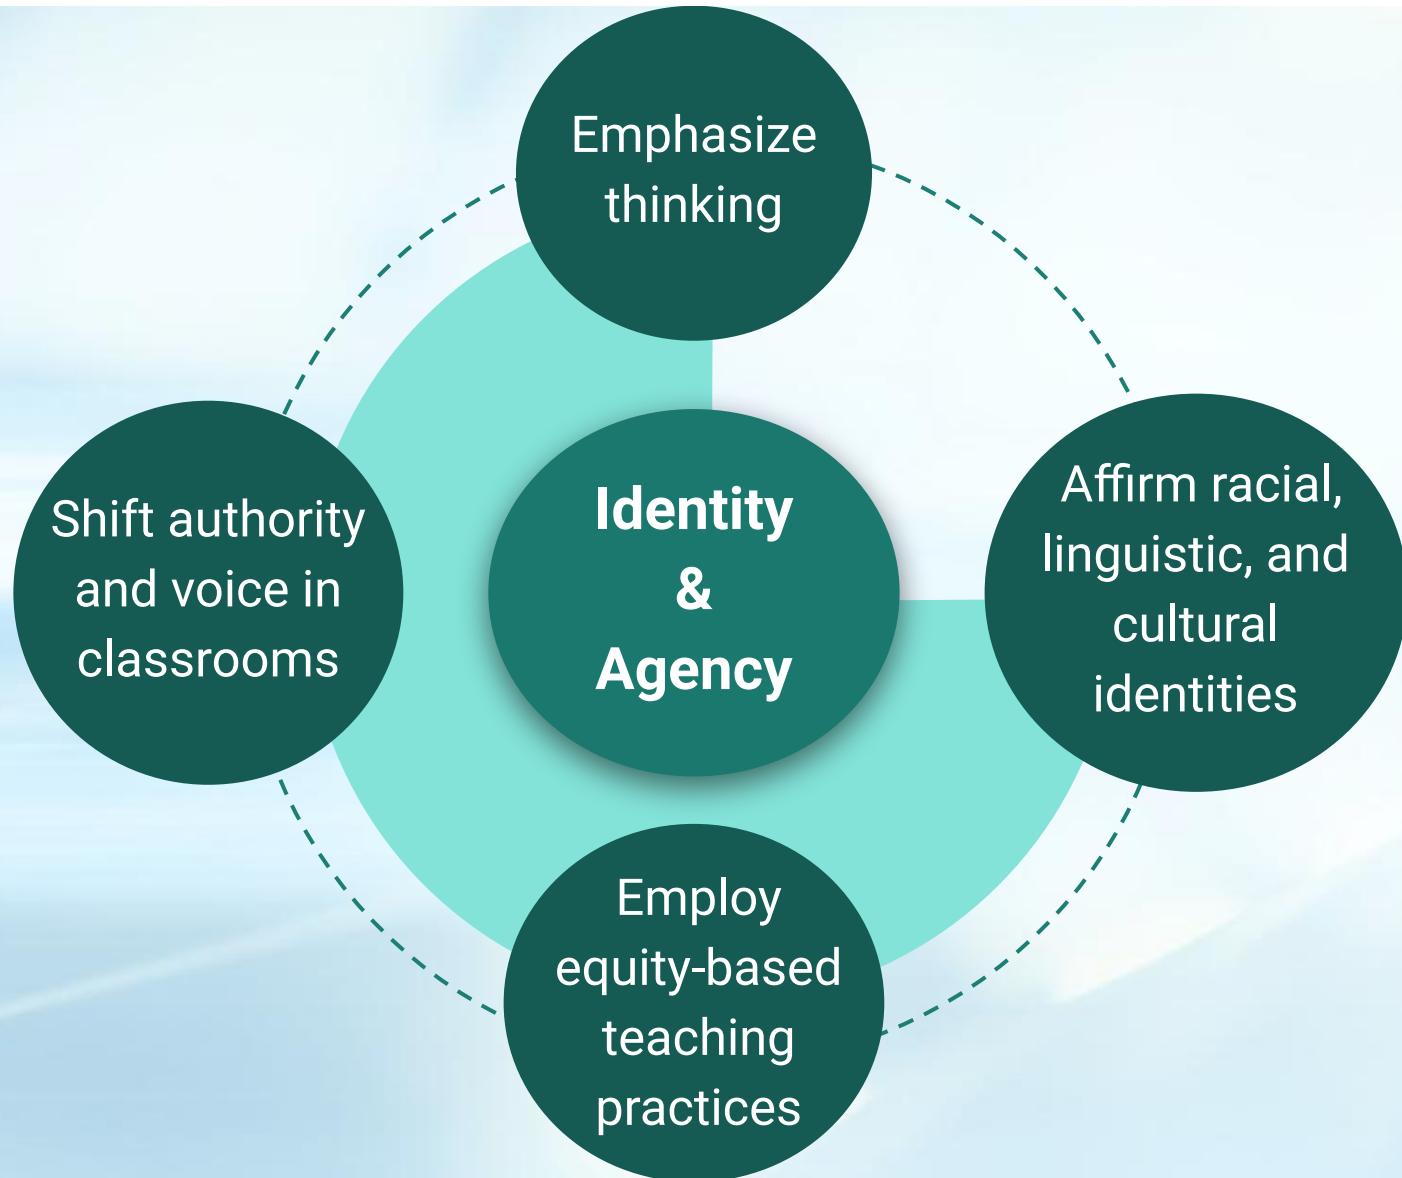 Emphasize
thinking
Affirm racial,
linguistic, and
cultural
identities
Employ
equity-based
teaching
practices
Shift authority
and voice in
classrooms
Identity
&
Agency